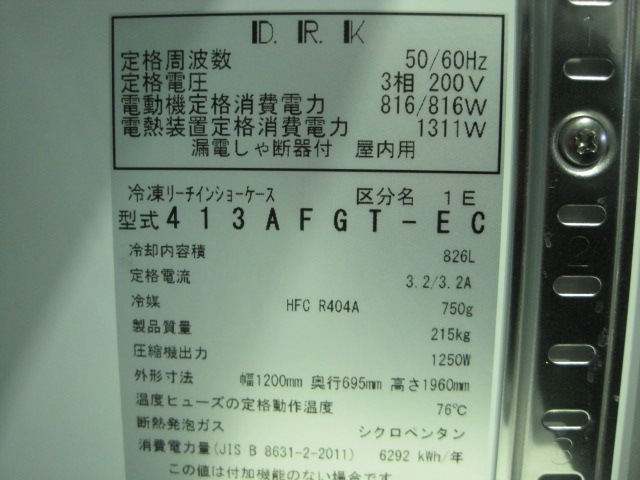 D. R. K
定格周波数 50/60Hz
定格電圧 3相 200V
電動機定格消費電力 816/816W
電熱装置定格消費電力 1311W
漏電しゃ断器付 屋内用
冷凍リーチインショーケース 区分名 1E
型式 413AFGT-EC
冷却内容積 826L
定格電流 3.2/3.2A
冷媒 HFC R404A 750g
製品質量 215kg
圧縮機出力 1250W
外形寸法 幅1200mm 奥行695mm 高さ1960mm
温度ヒューズの定格動作温度 76℃
断熱発泡ガス シクロペンタン
消費電力量(JIS B 8631-2-2011) 6292 kWh/年
この値は付加機能のない場合です
1
2
3